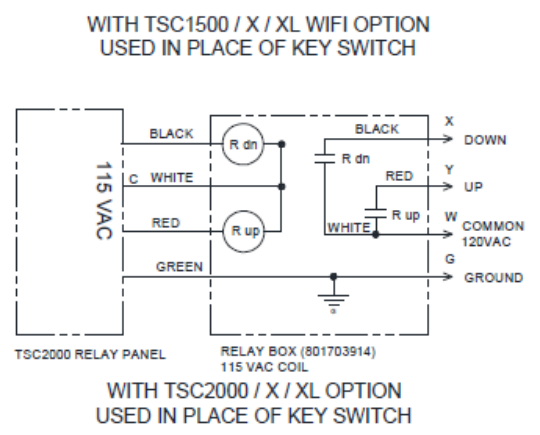 WITH TSC1500 / X / XL WIFI OPTION
USED IN PLACE OF KEY SWITCH
115 VAC
BLACK
R dn
C WHITE
RED
R up
GREEN
BLACK
R dn
RED
R up
WHITE
X
DOWN
Y
UP
W
COMMON
120VAC
G
GROUND
G
TSC2000 RELAY PANEL
RELAY BOX (801703914)
115 VAC COIL
WITH TSC2000 / X / XL OPTION
USED IN PLACE OF KEY SWITCH